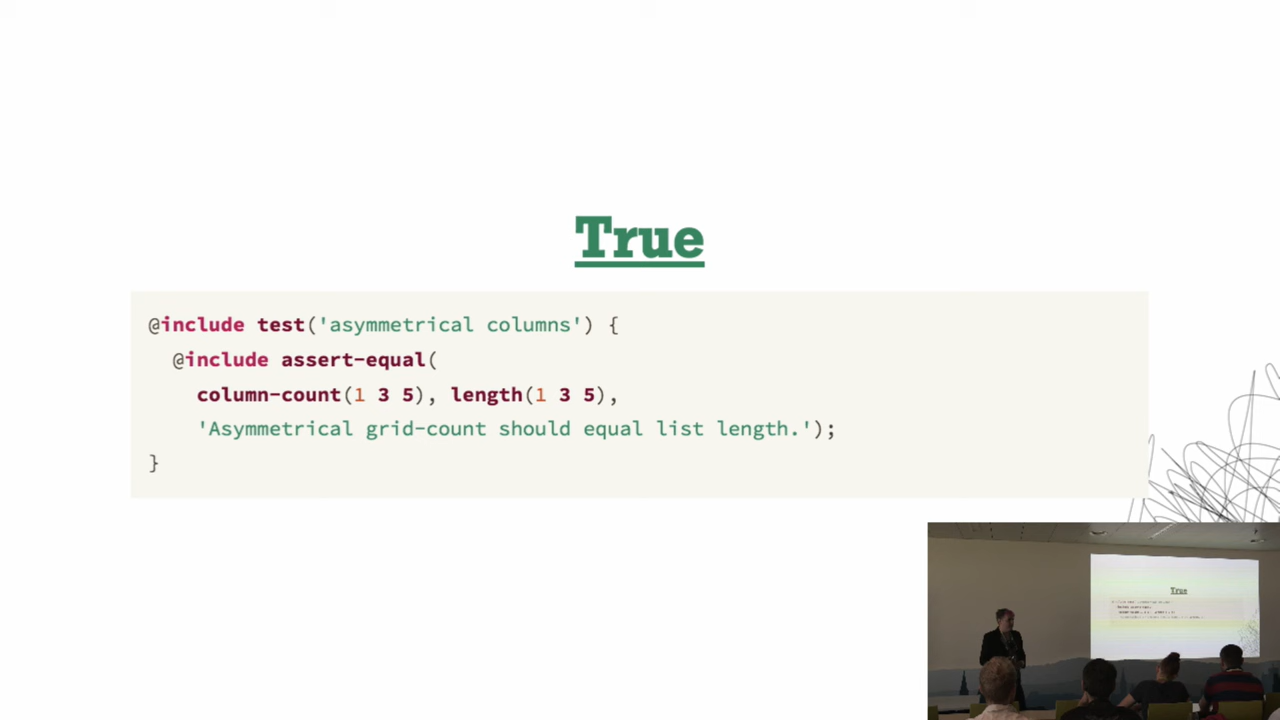 True
@include test('asymmetrical columns') {
@include assert-equal(
column-count(1 3 5), length(1 3 5),
'Asymmetrical grid-count should equal list length.');
}
True